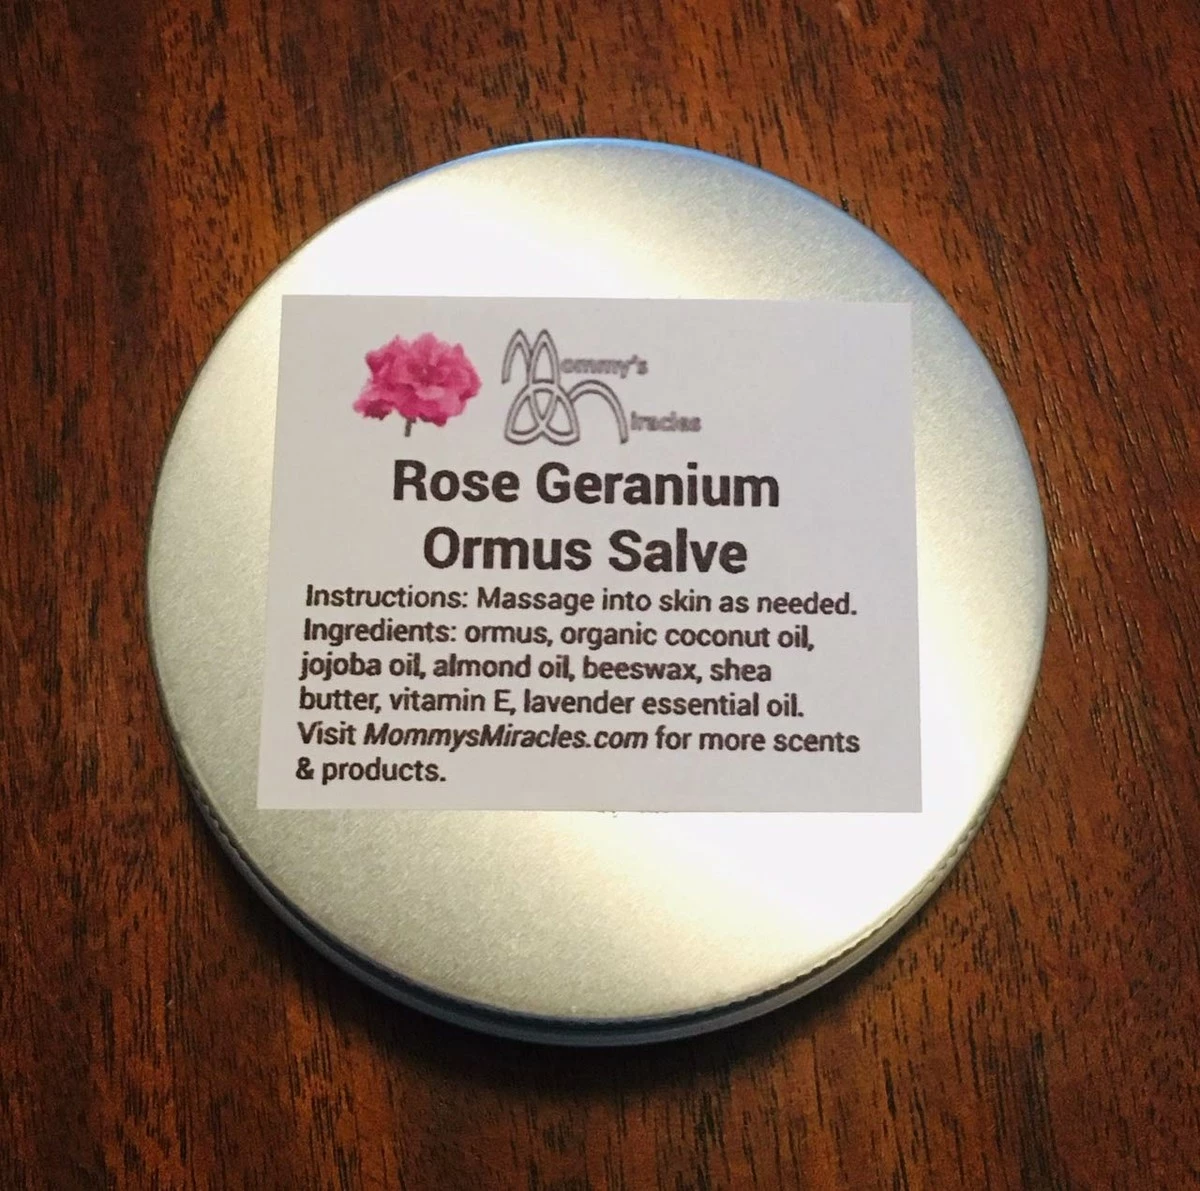 Mommy's
Miracles
Rose Geranium
Ormus Salve
Instructions: Massage into skin as needed.
Ingredients: ormus, organic coconut oil,
jojoba oil, almond oil, beeswax, shea
butter, vitamin E, lavender essential oil.
Visit MommysMiracles.com for more scents
& products.